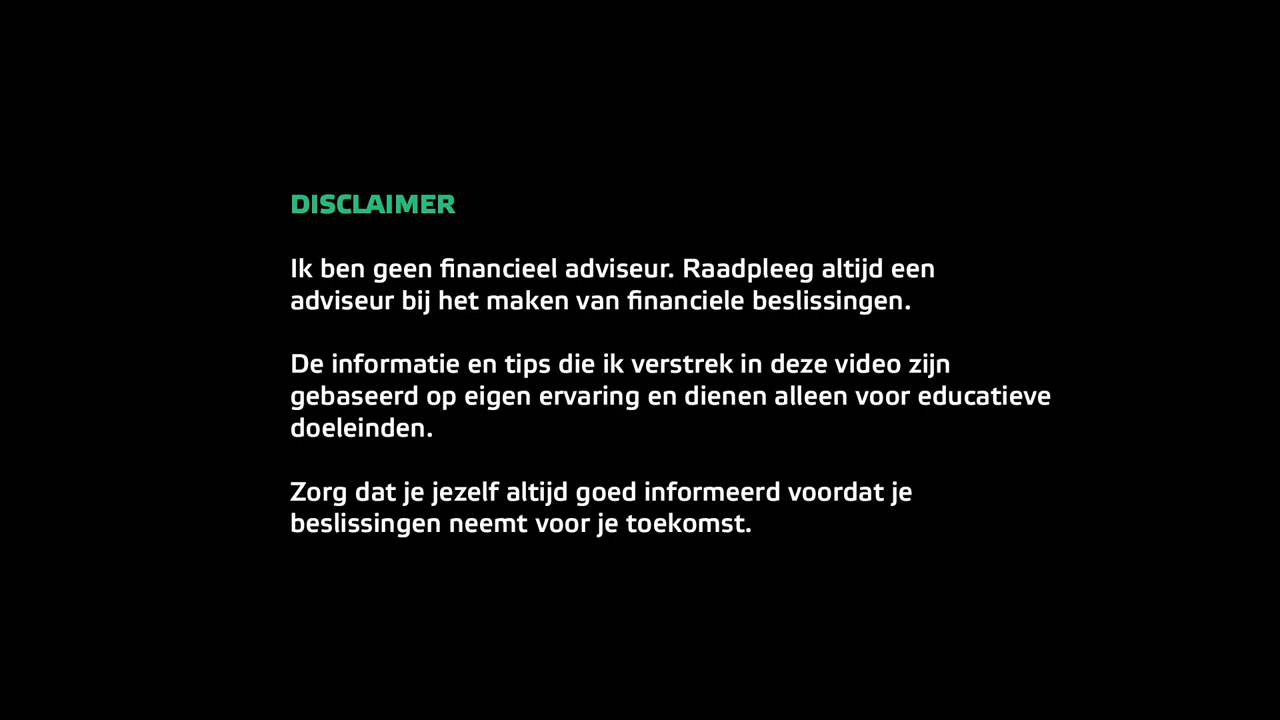 DISCLAIMER
Ik ben geen financieel adviseur. Raadpleeg altijd een
adviseur bij het maken van financiele beslissingen.
De informatie en tips die ik verstrek in deze video zijn
gebaseerd op eigen ervaring en dienen alleen voor educatieve
doeleinden.
Zorg dat je jezelf altijd goed informeerd voordat je
beslissingen neemt voor je toekomst.